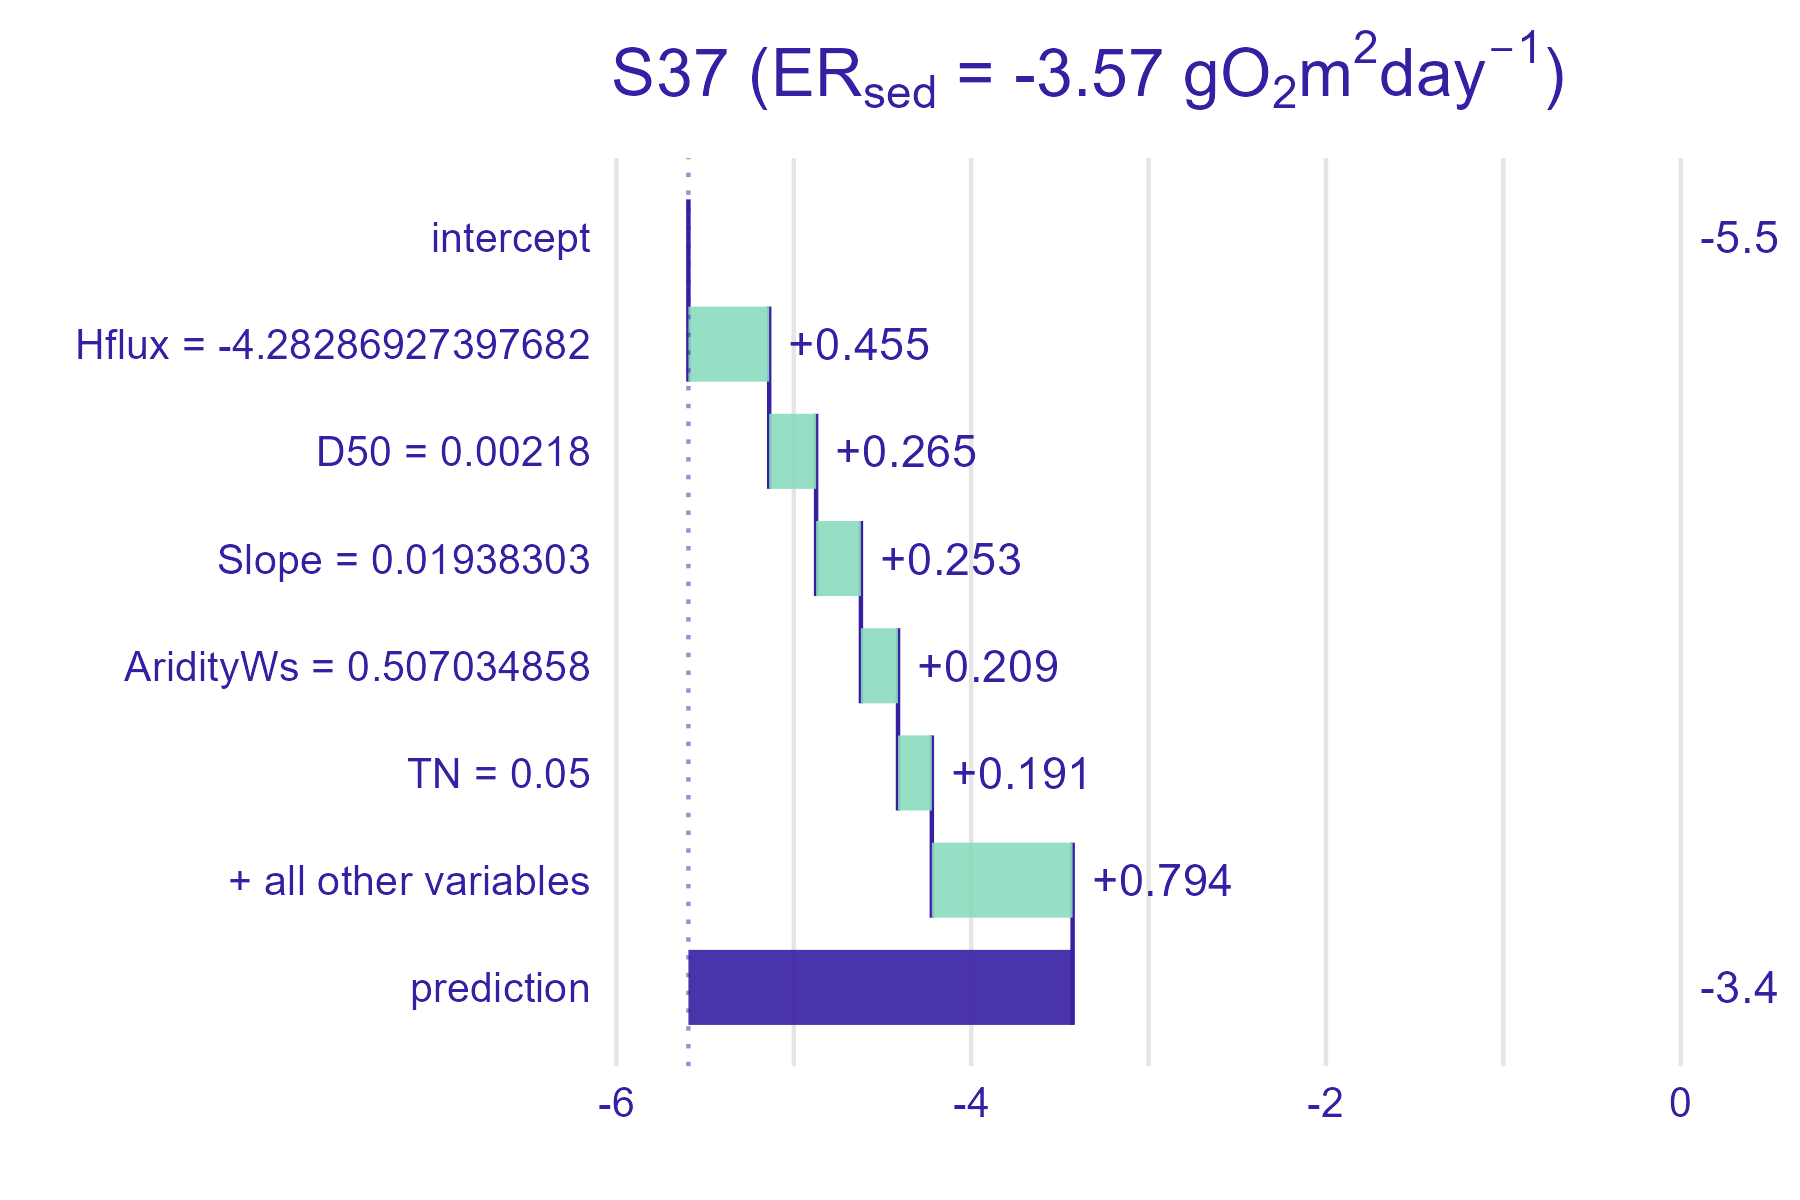 S37 (ERsed = -3.57 gO2m2day−1)
intercept
-5.5
Hflux = -4.28286927397682
+0.455
D50 = 0.00218
+0.265
Slope = 0.01938303
+0.253
AridityWs = 0.507034858
+0.209
TN = 0.05
+0.191
+ all other variables
+0.794
prediction
-3.4
-6 -4 -2 0